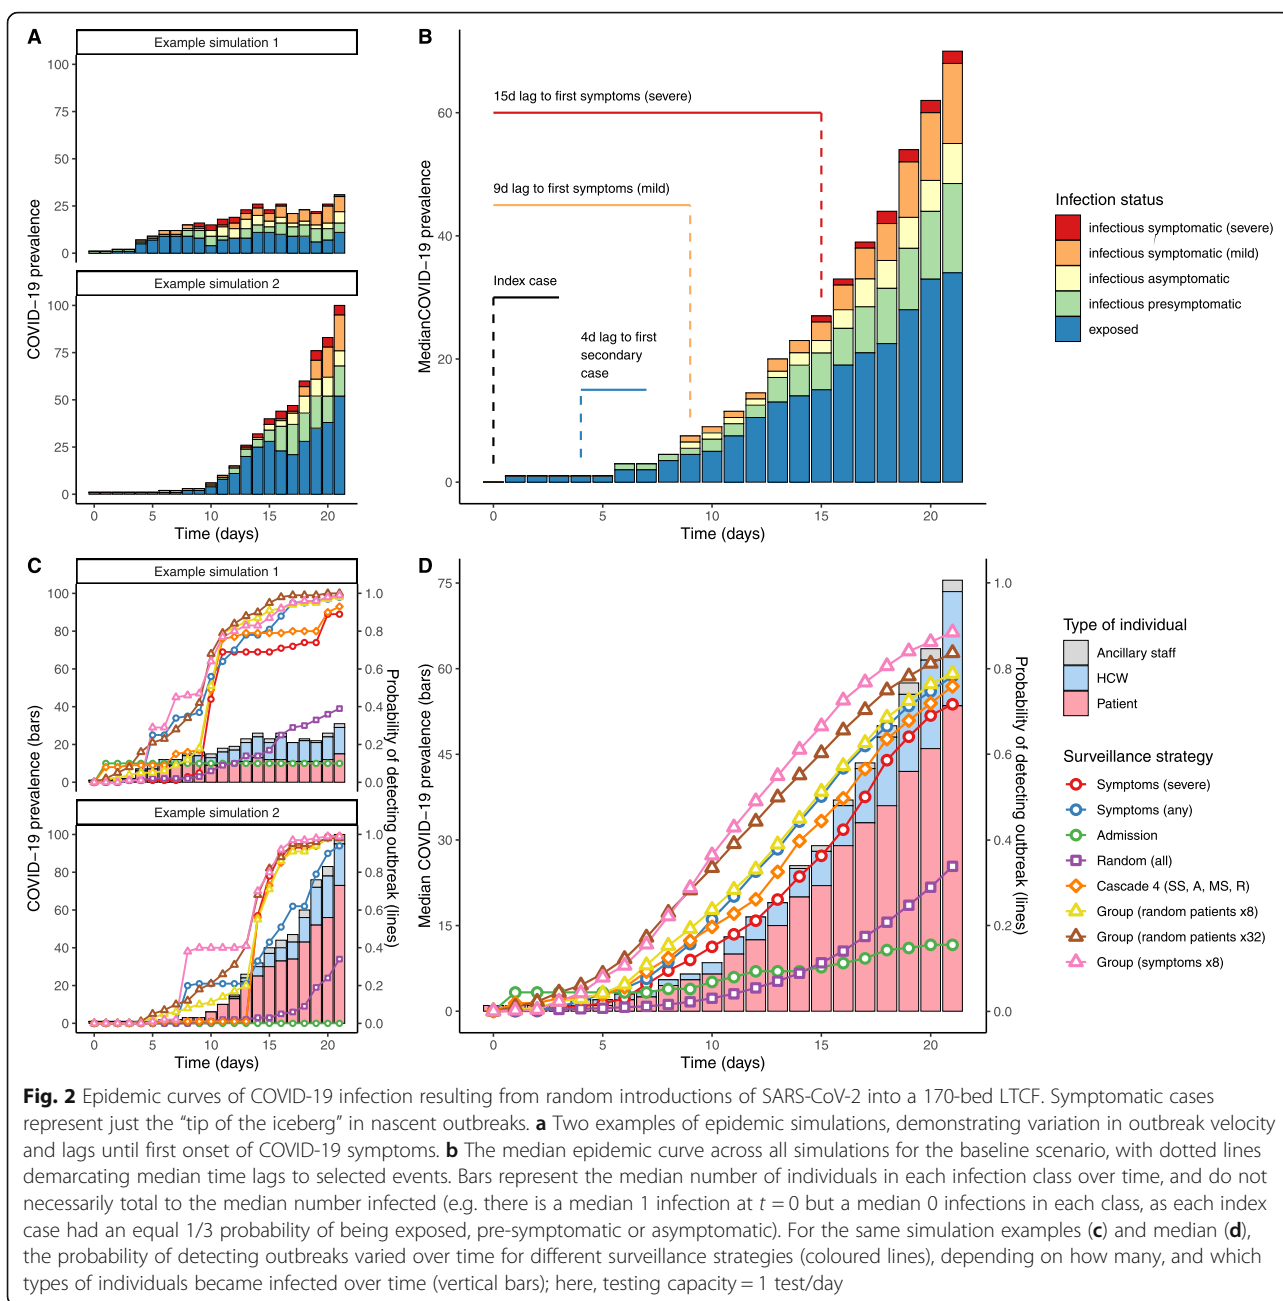 A
Example simulation 1
100
75
50
25
0
Example simulation 2
100
75
50
25
0
COVID−19 prevalence
0 5 10 15 20
Time (days)
B
60
40
20
0
MedianCOVID−19 prevalence
15d lag to first symptoms (severe)
9d lag to first symptoms (mild)
Index case
4d lag to first
secondary
case
0 5 10 15 20
Time (days)
Infection status
infectious symptomatic (severe)
infectious symptomatic (mild)
infectious asymptomatic
infectious presymptomatic
exposed
C
Example simulation 1
100
80
60
40
20
0
1.0
0.8
0.6
0.4
0.2
0.0
Example simulation 2
100
80
60
40
20
0
1.0
0.8
0.6
0.4
0.2
0.0
COVID−19 prevalence (bars)
Probability of detecting outbreak (lines)
0 5 10 15 20
Time (days)
D
75
60
45
30
15
0
Median COVID−19 prevalence (bars)
1.0
0.8
0.6
0.4
0.2
0.0
Probability of detecting outbreak (lines)
0 5 10 15 20
Time (days)
Type of individual
Ancillary staff
HCW
Patient
Surveillance strategy
Symptoms (severe)
Symptoms (any)
Admission
Random (all)
Cascade 4 (SS, A, MS, R)
Group (random patients x8)
Group (random patients x32)
Group (symptoms x8)
Fig. 2 Epidemic curves of COVID-19 infection resulting from random introductions of SARS-CoV-2 into a 170-bed LTCF. Symptomatic cases
represent just the “tip of the iceberg” in nascent outbreaks. a Two examples of epidemic simulations, demonstrating variation in outbreak velocity
and lags until first onset of COVID-19 symptoms. b The median epidemic curve across all simulations for the baseline scenario, with dotted lines
demarcating median time lags to selected events. Bars represent the median number of individuals in each infection class over time, and do not
necessarily total to the median number infected (e.g. there is a median 1 infection at t = 0 but a median 0 infections in each class, as each index
case had an equal 1/3 probability of being exposed, pre-symptomatic or asymptomatic). For the same simulation examples (c) and median (d),
the probability of detecting outbreaks varied over time for different surveillance strategies (coloured lines), depending on how many, and which
types of individuals became infected over time (vertical bars); here, testing capacity = 1 test/day